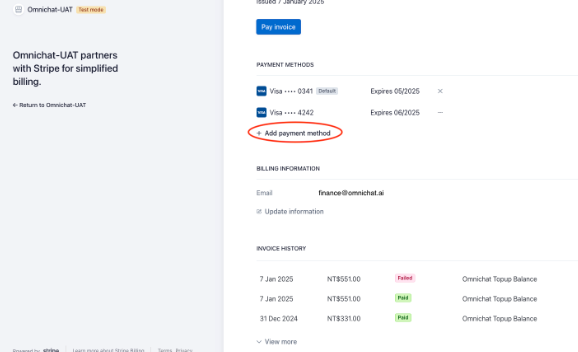 Omnichat-UAT Test mode
Omnichat-UAT partners
with Stripe for simplified
billing.
← Return to Omnichat-UAT
Powered by stripe | Learn more about Stripe Billing | Terms Privacy
Issued 7 January 2025
Pay invoice
PAYMENT METHODS
VISA Visa •••• 0341 Default Expires 05/2025 ×
VISA Visa •••• 4242 Expires 06/2025 —
+ Add payment method
BILLING INFORMATION
Email finance@omnichat.ai
Update information
INVOICE HISTORY
7 Jan 2025 NT$551.00 Failed Omnichat Topup Balance
7 Jan 2025 NT$551.00 Paid Omnichat Topup Balance
31 Dec 2024 NT$331.00 Paid Omnichat Topup Balance
View more